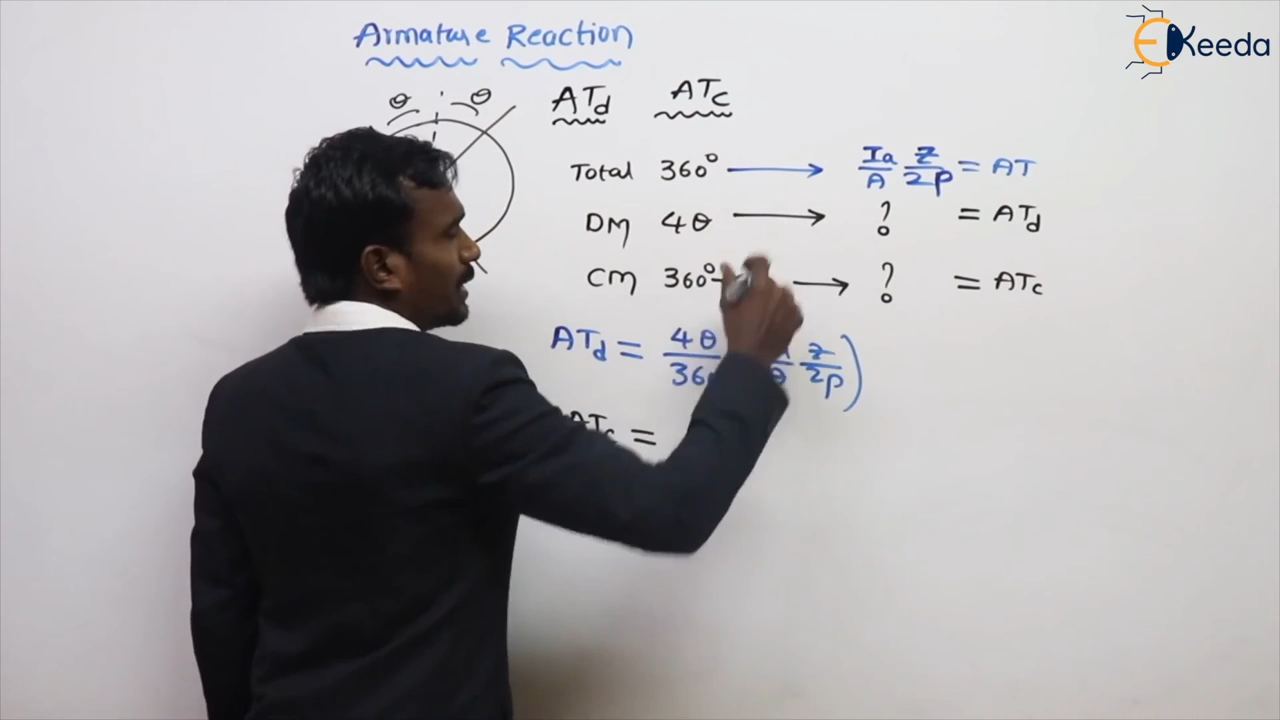 Armature Reaction
EKeeda
θ θ
ATd ATc
Total 360° → Ia/A Z/2p = AT
DM 4θ → ? = ATd
CM 360°- → ? = ATc
ATd = 4θ/36 z/2p)
ATc =